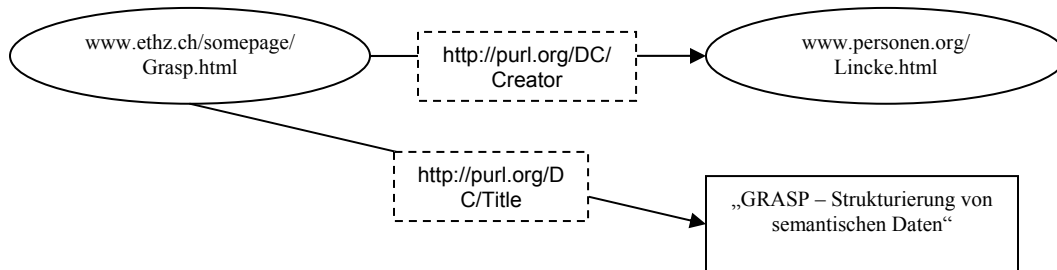 www.ethz.ch/somepage/
Grasp.html
http://purl.org/DC/
Creator
www.personen.org/
Lincke.html
http://purl.org/D
C/Title
„GRASP – Strukturierung von
semantischen Daten“